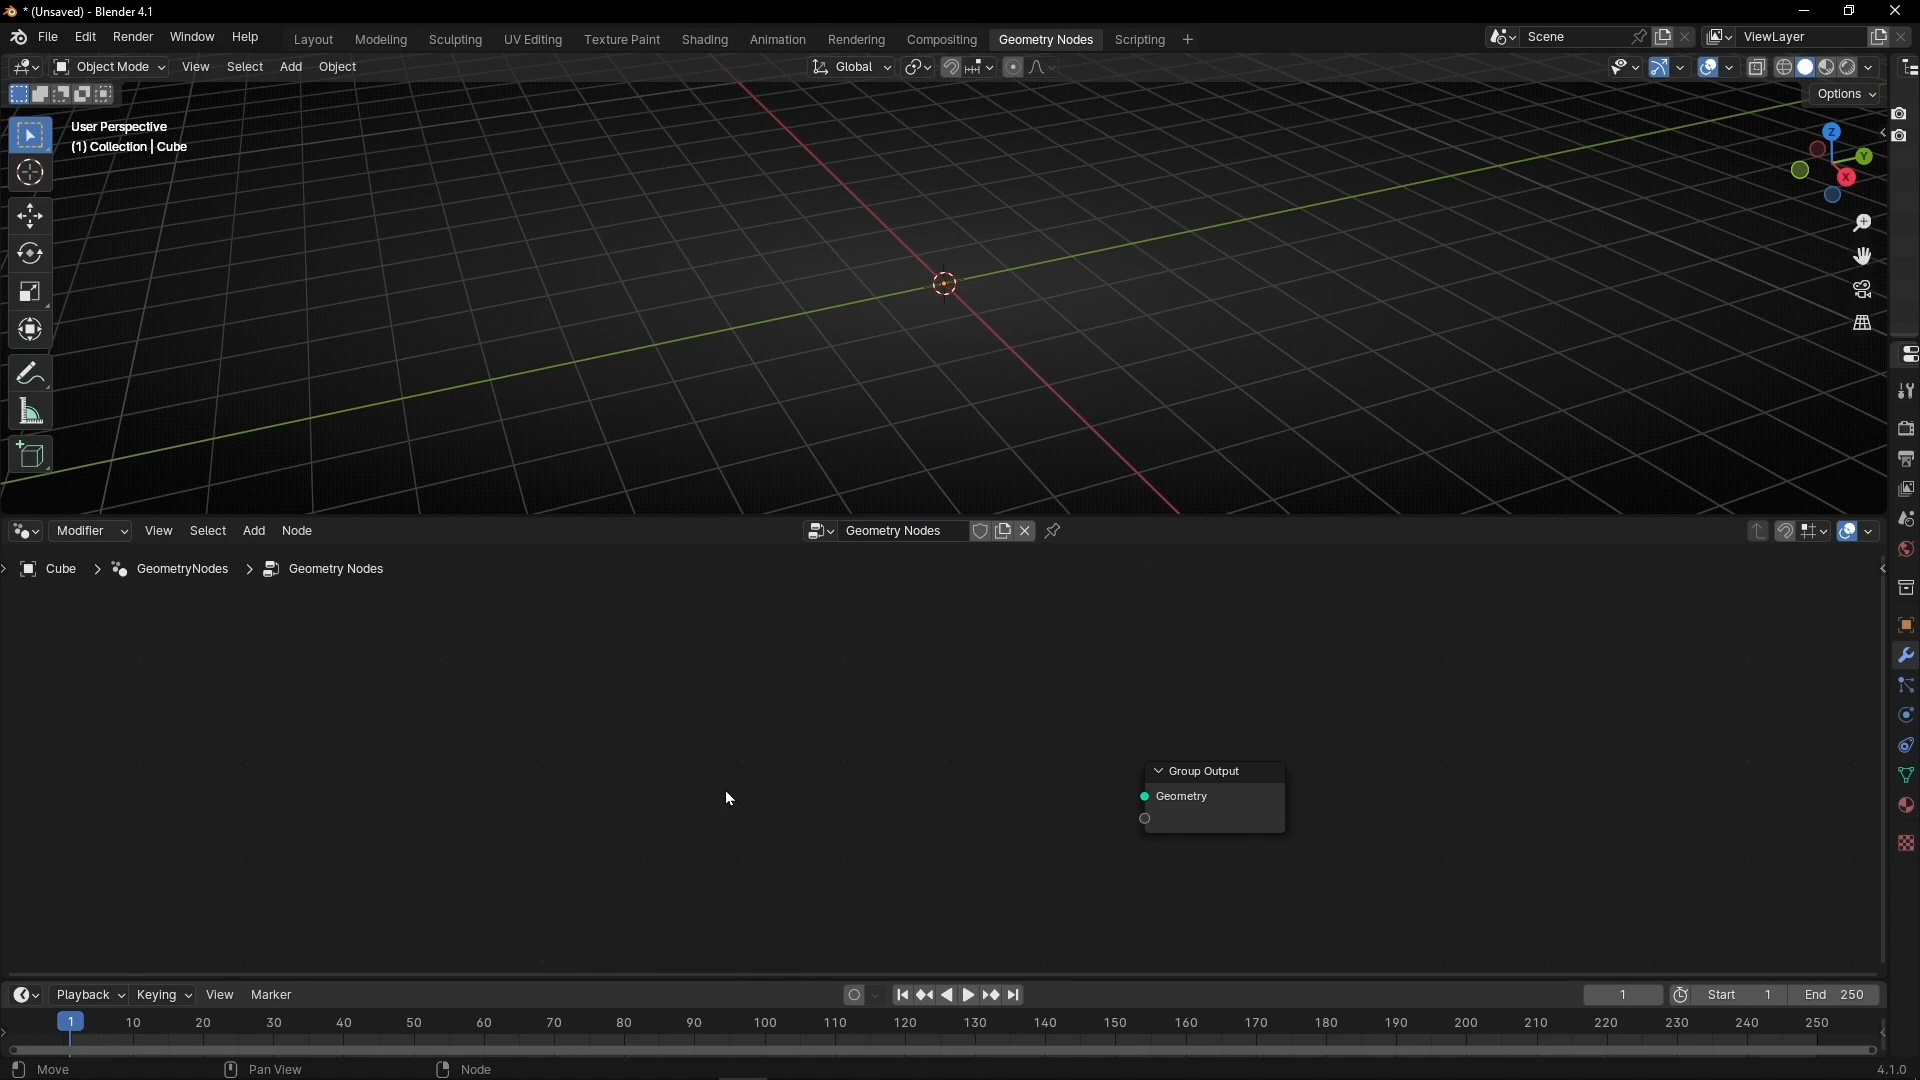 * (Unsaved) - Blender 4.1
File Edit Render Window Help Layout Modeling Sculpting UV Editing Texture Paint Shading Animation Rendering Compositing Geometry Nodes Scripting + Scene ViewLayer
Object Mode View Select Add Object Global
Options
User Perspective
(1) Collection | Cube
Z
Y
X
Modifier View Select Add Node Geometry Nodes
Cube > GeometryNodes > Geometry Nodes
Group Output
Geometry
Playback Keying View Marker 1 Start 1 End 250
1 10 20 30 40 50 60 70 80 90 100 110 120 130 140 150 160 170 180 190 200 210 220 230 240 250
Move Pan View Node 4.1.0